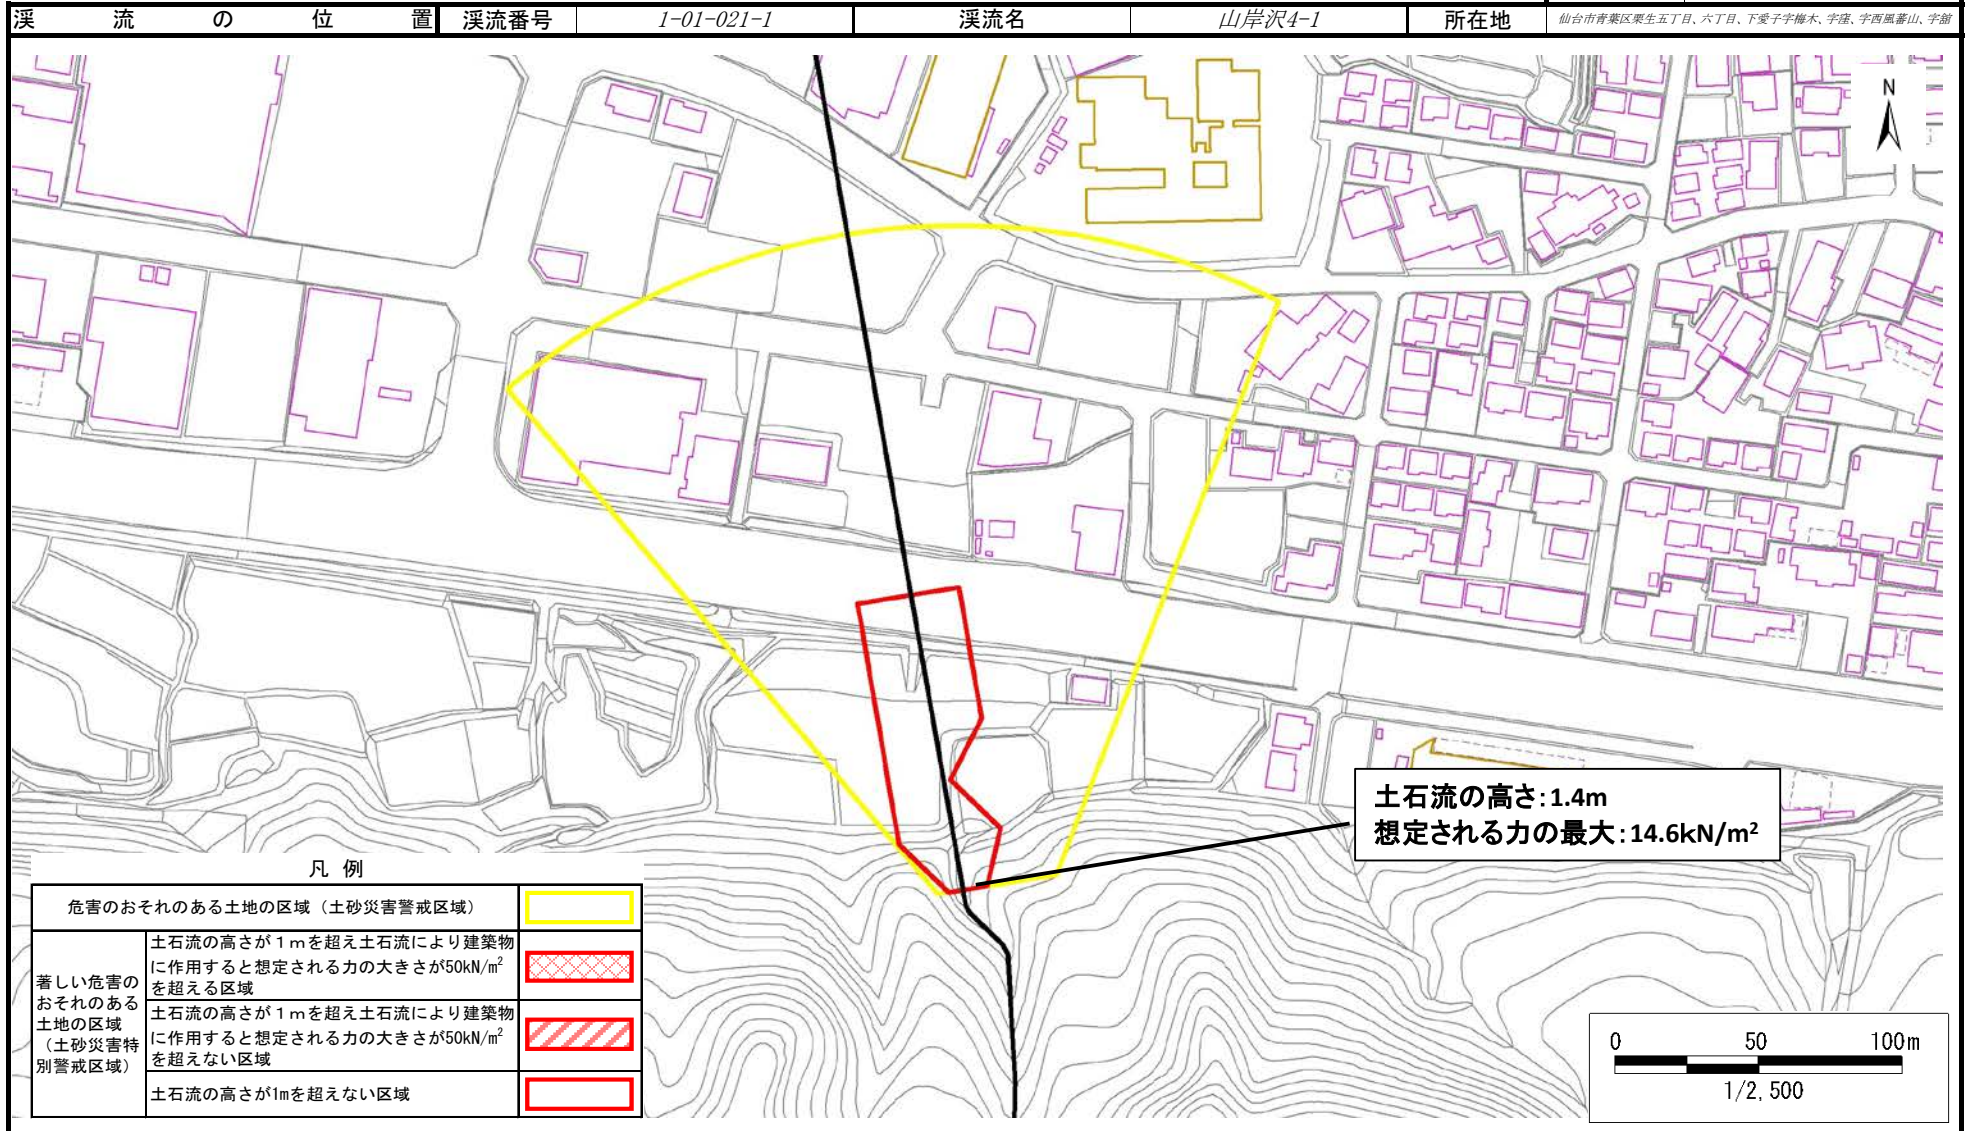 渓流の位置 渓流番号 1-01-021-1 渓流名 山岸沢4-1 所在地 仙台市青葉区栗生五丁目、六丁目、下愛子字梅木、字窪、字西風蕃山、字舘
N
土石流の高さ:1.4m
想定される力の最大:14.6kN/m²
凡 例
危害のおそれのある土地の区域（土砂災害警戒区域）
著しい危害の
おそれのある
土地の区域
（土砂災害特
別警戒区域）
土石流の高さが１ｍを超え土石流により建築物
に作用すると想定される力の大きさが50kN/㎡
を超える区域
土石流の高さが１ｍを超え土石流により建築物
に作用すると想定される力の大きさが50kN/㎡
を超えない区域
土石流の高さが1mを超えない区域
0 50 100m
1/2,500